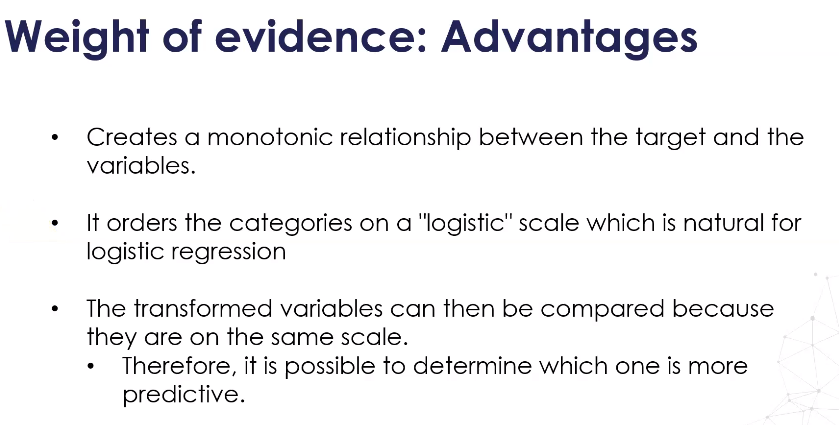 Weight of evidence: Advantages
• Creates a monotonic relationship between the target and the
variables.
• It orders the categories on a "logistic" scale which is natural for
logistic regression
• The transformed variables can then be compared because
they are on the same scale.
• Therefore, it is possible to determine which one is more
predictive.